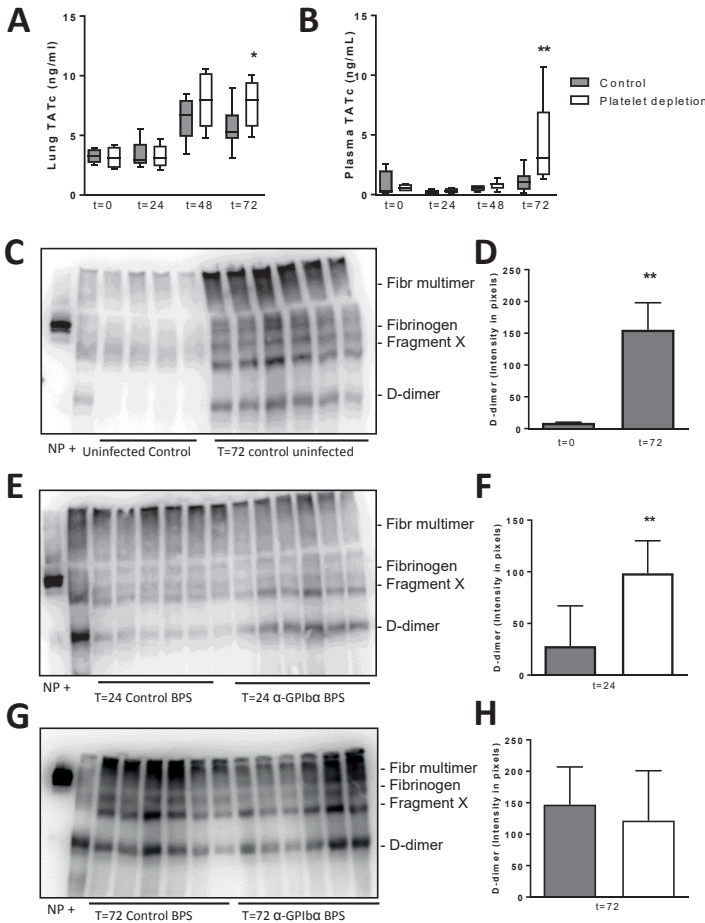 A
B
15
10
5
0
Lung TATc (ng/ml)
*
t=0 t=24 t=48 t=72
15
10
5
0
Plasma TATc (ng/mL)
**
t=0 t=24 t=48 t=72
Control
Platelet depletion
C
- Fibr multimer
- Fibrinogen
- Fragment X
- D-dimer
NP + Uninfected Control T=72 control uninfected
D
D-dimer (Intensity in pixels)
250
200
150
100
50
0
**
t=0 t=72
E
- Fibr multimer
- Fibrinogen
- Fragment X
- D-dimer
NP +
T=24 Control BPS T=24 α-GPIbα BPS
F
D-dimer (Intensity in pixels)
150
100
50
0
**
t=24
G
- Fibr multimer
- Fibrinogen
- Fragment X
- D-dimer
NP +
T=72 Control BPS T=72 α-GPIbα BPS
H
D-dimer (Intensity in pixels)
250
200
150
100
50
0
t=72